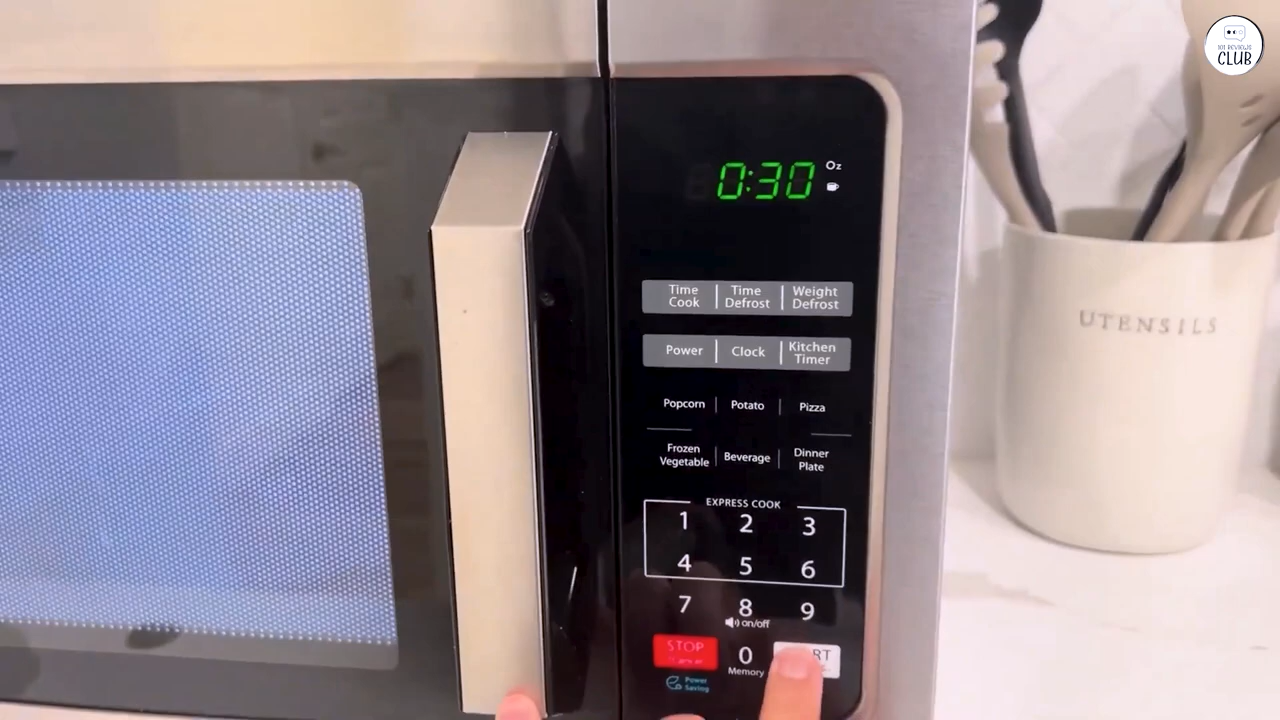 101 REVIEWS
CLUB
0:30
Oz
Time Cook
Time Defrost
Weight Defrost
Power
Clock
Kitchen Timer
Popcorn
Potato
Pizza
Frozen Vegetable
Beverage
Dinner Plate
EXPRESS COOK
1 2 3
4 5 6
7 8 9
on/off
STOP
0
Memory
Power Saving
UTENSILS